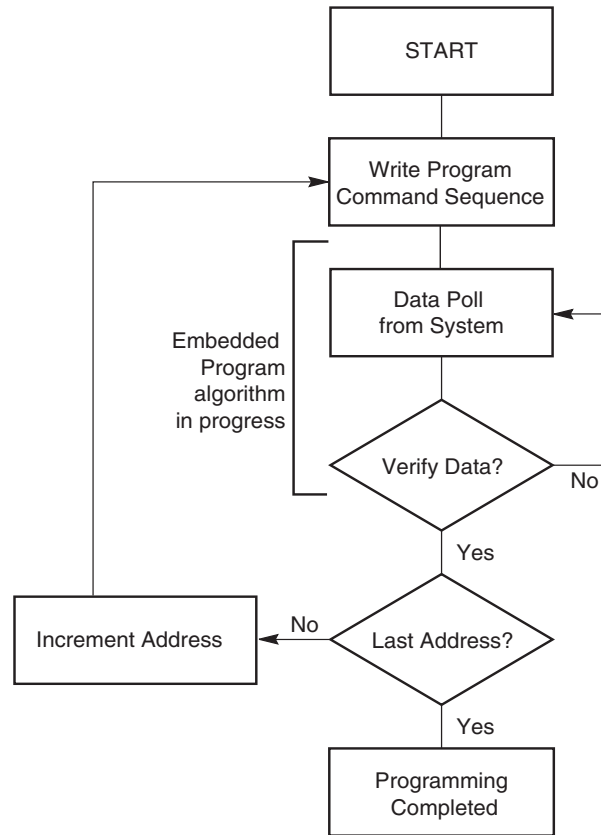 START
Write Program
Command Sequence
Data Poll
from System
Embedded
Program
algorithm
in progress
Verify Data?
No
Yes
Last Address?
No
Increment Address
Yes
Programming
Completed